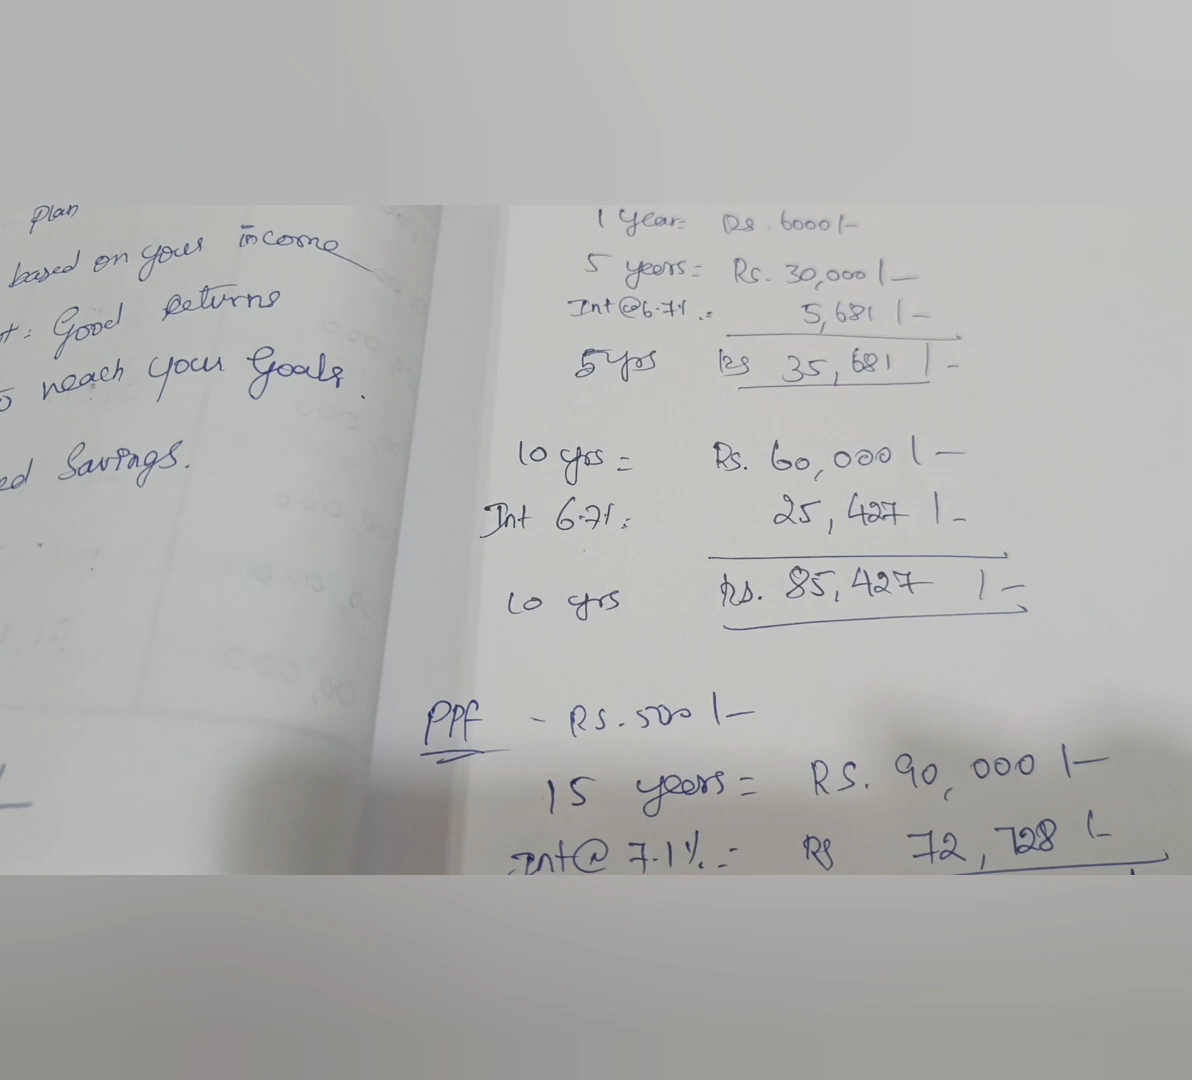 Plan
based on your income
t: Good Returns
reach your Goals.
ed Savings.
1 year= Rs. 6000/-
5 years= Rs. 30,000/-
Int@6.7% .= 5,681/-
5 yrs Rs 35,681/-
10 yrs = Rs. 60,000/-
Int 6.7%: 25,427/-
10 yrs Rs. 85,427/-
PPF - RS. 500/-
15 years= RS. 90,000/-
Int@ 7.1%.= Rs 72,728/-